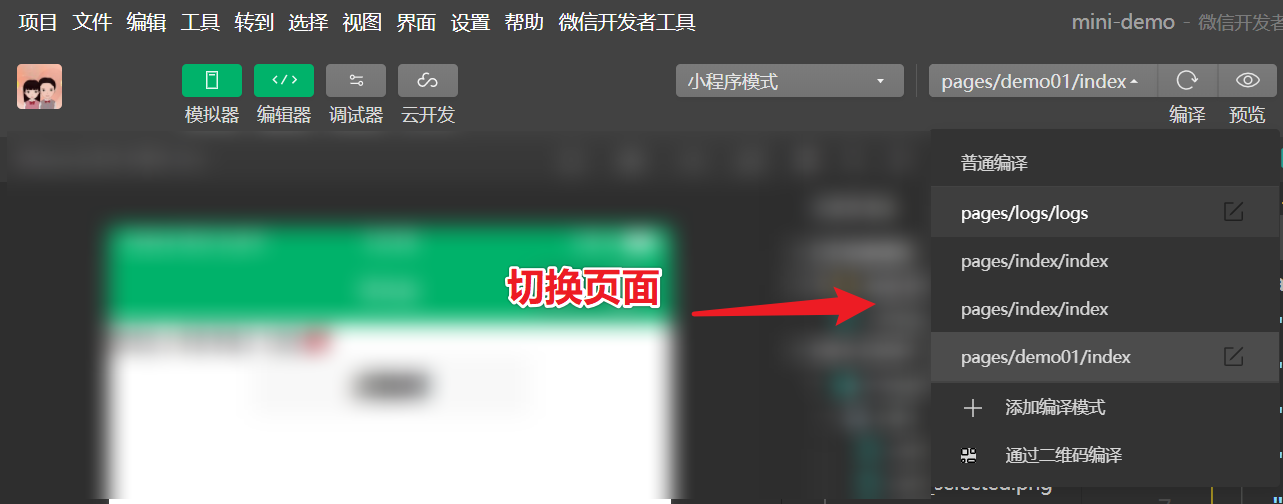 项目 文件 编辑 工具 转到 选择 视图 界面 设置 帮助 微信开发者工具
mini-demo - 微信开发者
小程序模式
pages/demo01/index
模拟器 编辑器 调试器 云开发
编译 预览
普通编译
pages/logs/logs
pages/index/index
切换页面
pages/index/index
pages/demo01/index
添加编译模式
通过二维码编译
_selected.png